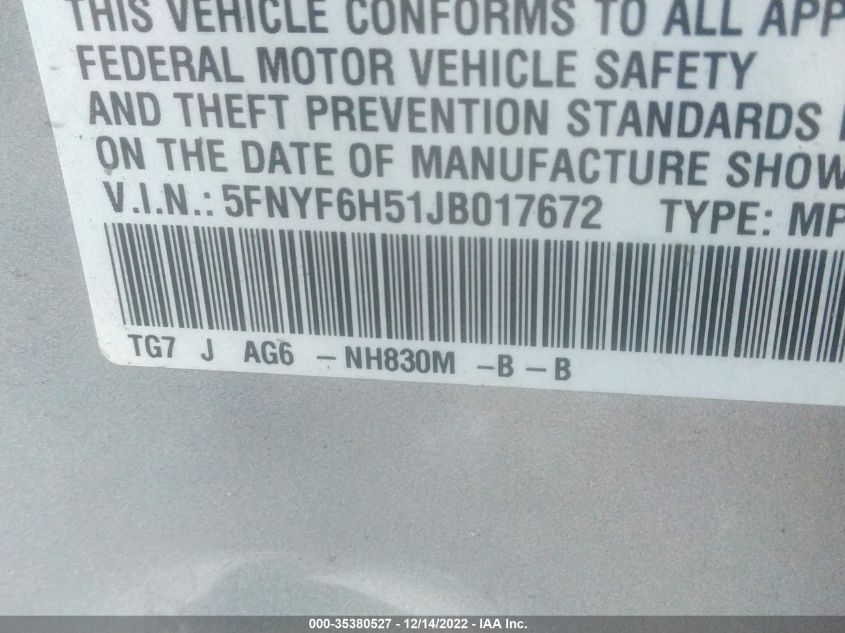 THIS VEHICLE CONFORMS TO ALL
FEDERAL MOTOR VEHICLE SAFETY
AND THEFT PREVENTION STANDARDS
ON THE DATE OF MANUFACTURE SHOW
V.I.N.: 5FNYF6H51JB017672 TYPE: MP
TG7 J AG6 -NH830M -B -B
000-35380527 - 12/14/2022 - IAA Inc.